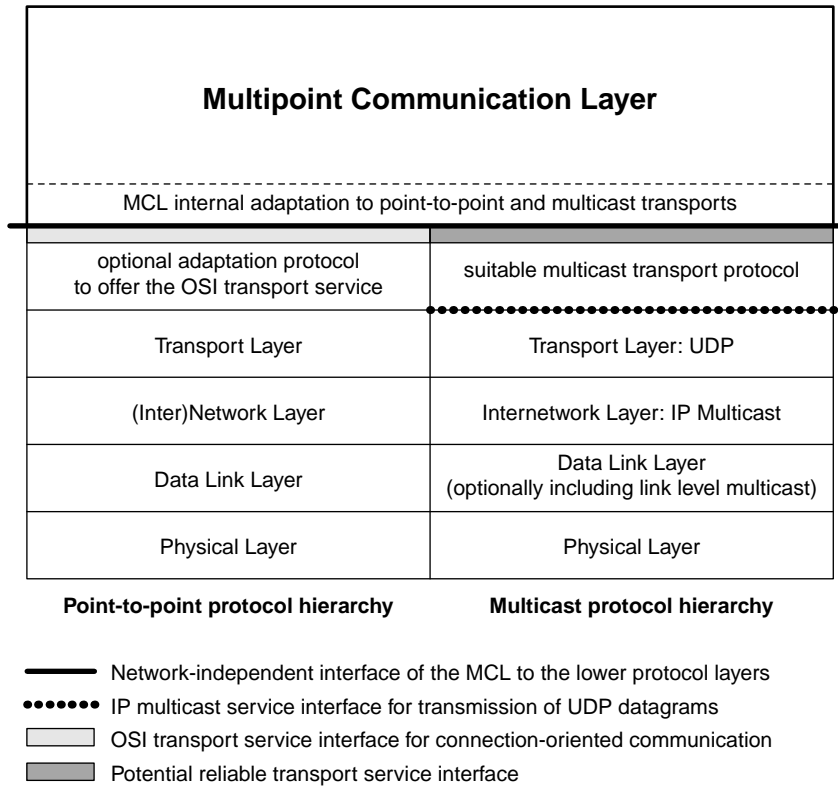 Multipoint Communication Layer
MCL internal adaptation to point-to-point and multicast transports
optional adaptation protocol
to offer the OSI transport service
suitable multicast transport protocol
Transport Layer
Transport Layer: UDP
(Inter)Network Layer
Internetwork Layer: IP Multicast
Data Link Layer
Data Link Layer
(optionally including link level multicast)
Physical Layer
Physical Layer
Point-to-point protocol hierarchy
Multicast protocol hierarchy
Network-independent interface of the MCL to the lower protocol layers
IP multicast service interface for transmission of UDP datagrams
OSI transport service interface for connection-oriented communication
Potential reliable transport service interface